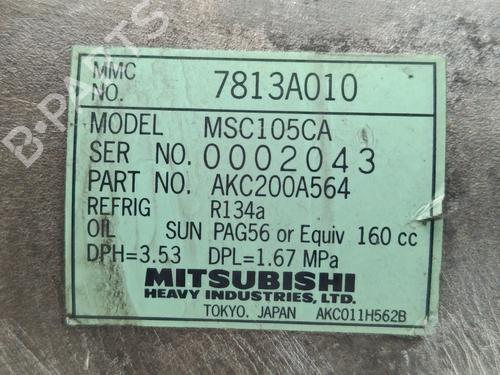 B-PARTS
MMC NO. 7813A010
MODEL MSC105CA
SER NO. 0002043
PART NO. AKC200A564
REFRIG R134a
OIL SUN PAG56 or Equiv 160 cc
DPH=3.53 DPL=1.67 MPa
MITSUBISHI
HEAVY INDUSTRIES, LTD.
TOKYO, JAPAN AKC011H562B